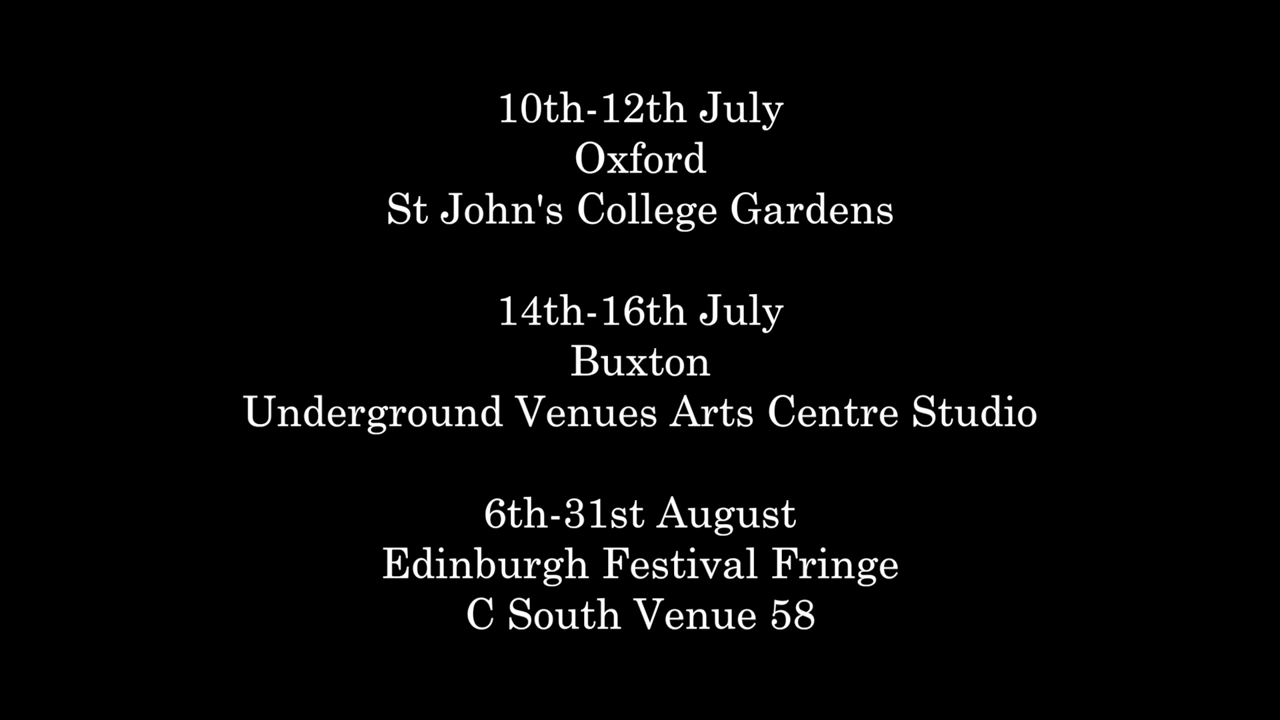 10th-12th July
Oxford
St John's College Gardens
14th-16th July
Buxton
Underground Venues Arts Centre Studio
6th-31st August
Edinburgh Festival Fringe
C South Venue 58